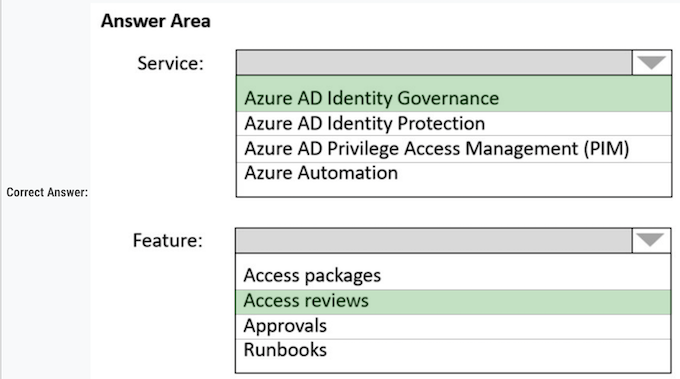 Answer Area
Service:
Azure AD Identity Governance
Azure AD Identity Protection
Azure AD Privilege Access Management (PIM)
Azure Automation
Correct Answer:
Feature:
Access packages
Access reviews
Approvals
Runbooks